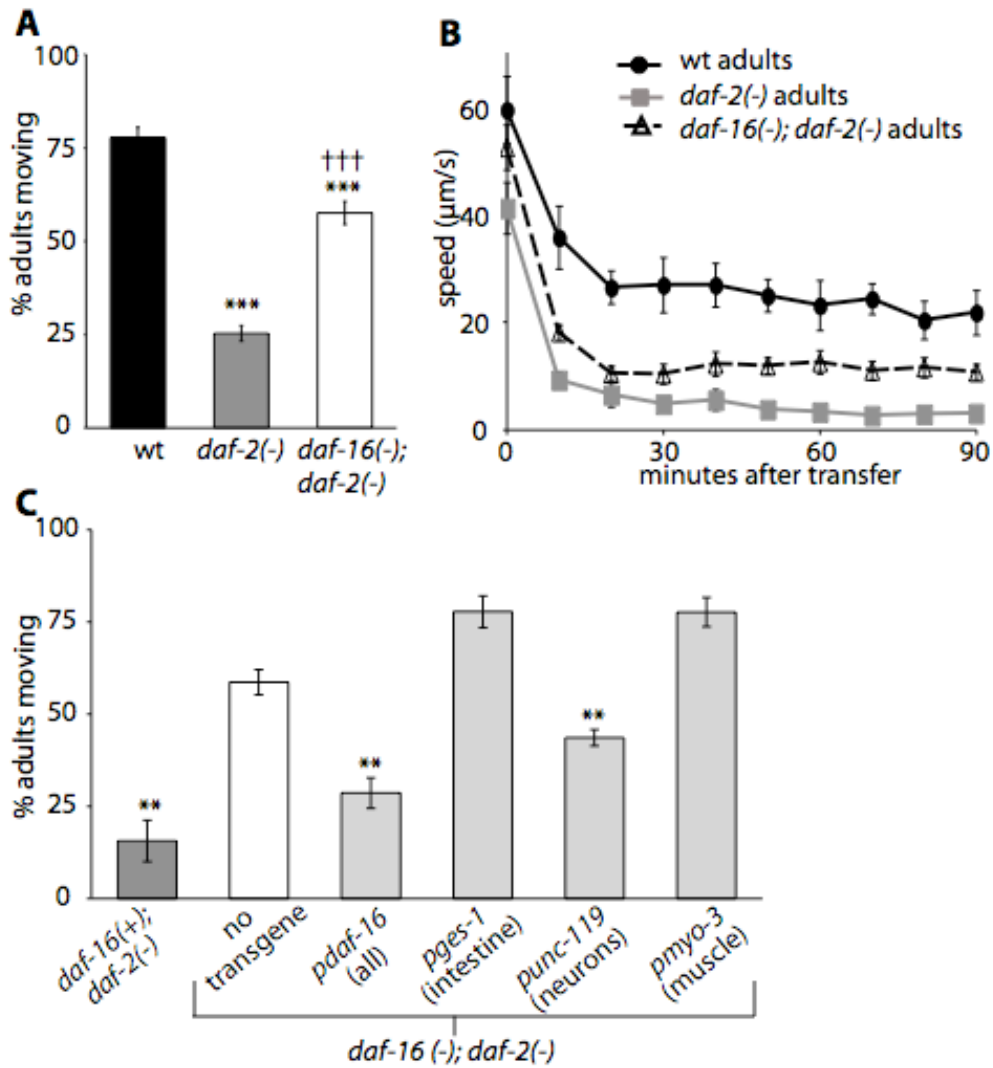 A
% adults moving
100
75
50
25
0
***
†††
***
wt
daf-2(-)
daf-16(-);
daf-2(-)
B
wt adults
daf-2(-) adults
daf-16(-); daf-2(-) adults
speed (µm/s)
60
40
20
0
0
30
60
90
minutes after transfer
C
% adults moving
100
75
50
25
0
**
**
**
daf-16(+);
daf-2(-)
no
transgene
pdaf-16
(all)
pges-1
(intestine)
punc-119
(neurons)
pmyo-3
(muscle)
daf-16 (-); daf-2(-)